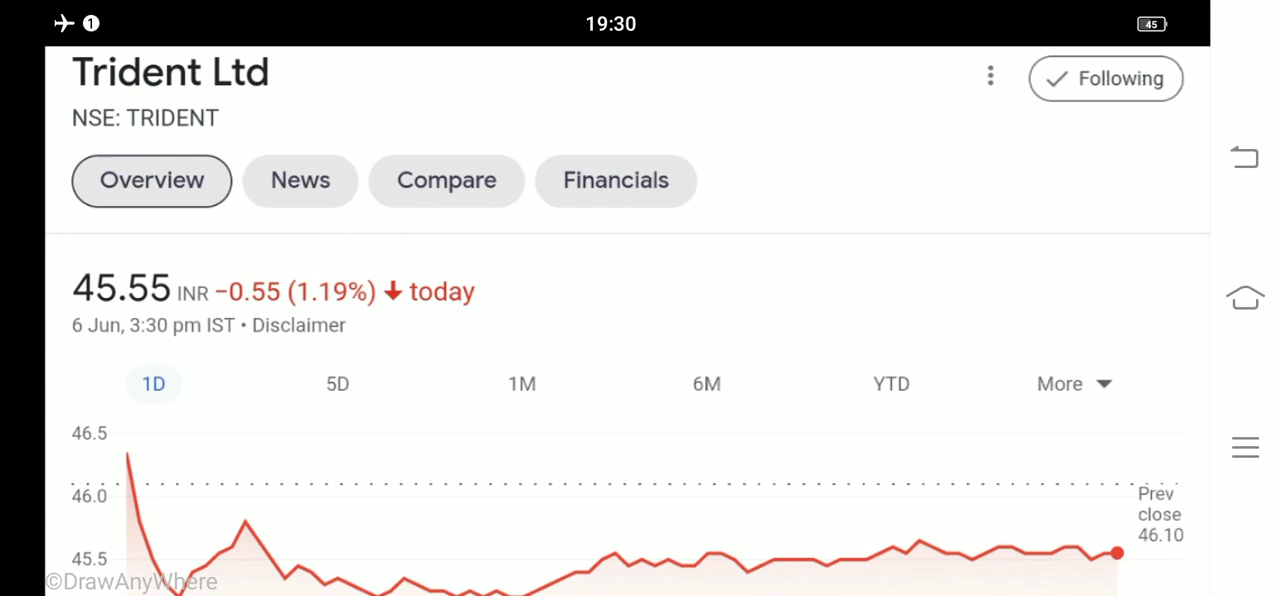 1 19:30 45
Trident Ltd
Following
NSE: TRIDENT
Overview News Compare Financials
45.55 INR −0.55 (1.19%) today
6 Jun, 3:30 pm IST • Disclaimer
1D 5D 1M 6M YTD More
46.5
46.0
45.5
Prev
close
46.10
©DrawAnyWhere